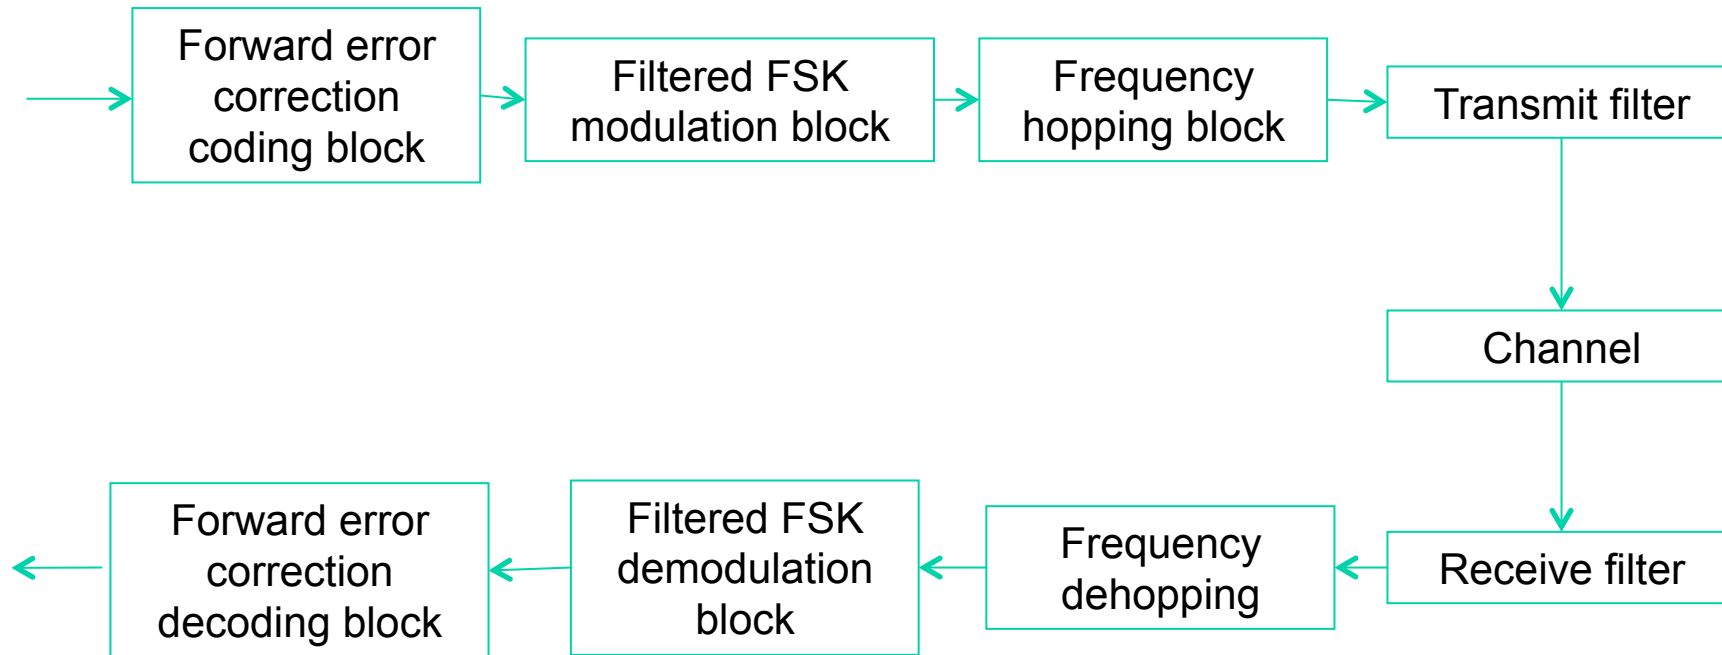 Forward error
correction
coding block
Filtered FSK
modulation block
Frequency
hopping block
Transmit filter
Channel
Receive filter
Frequency
dehopping
Filtered FSK
demodulation
block
Forward error
correction
decoding block